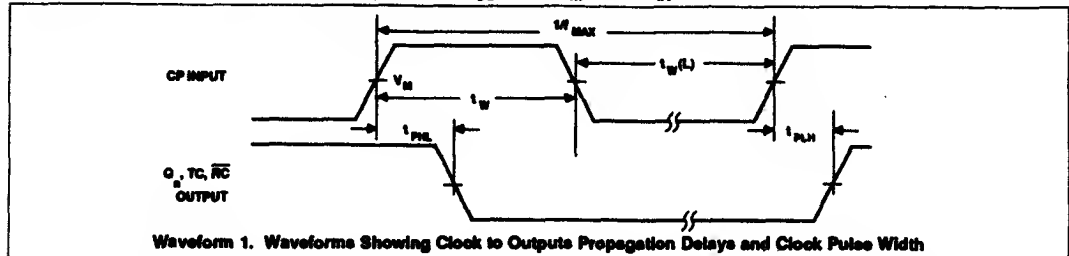 1/f MAX
CP INPUT
V M
t W (L)
t W
t PHL
t PLH
Q n, TC, RC
OUTPUT
Waveform 1. Waveforms Showing Clock to Outputs Propagation Delays and Clock Pulse Width